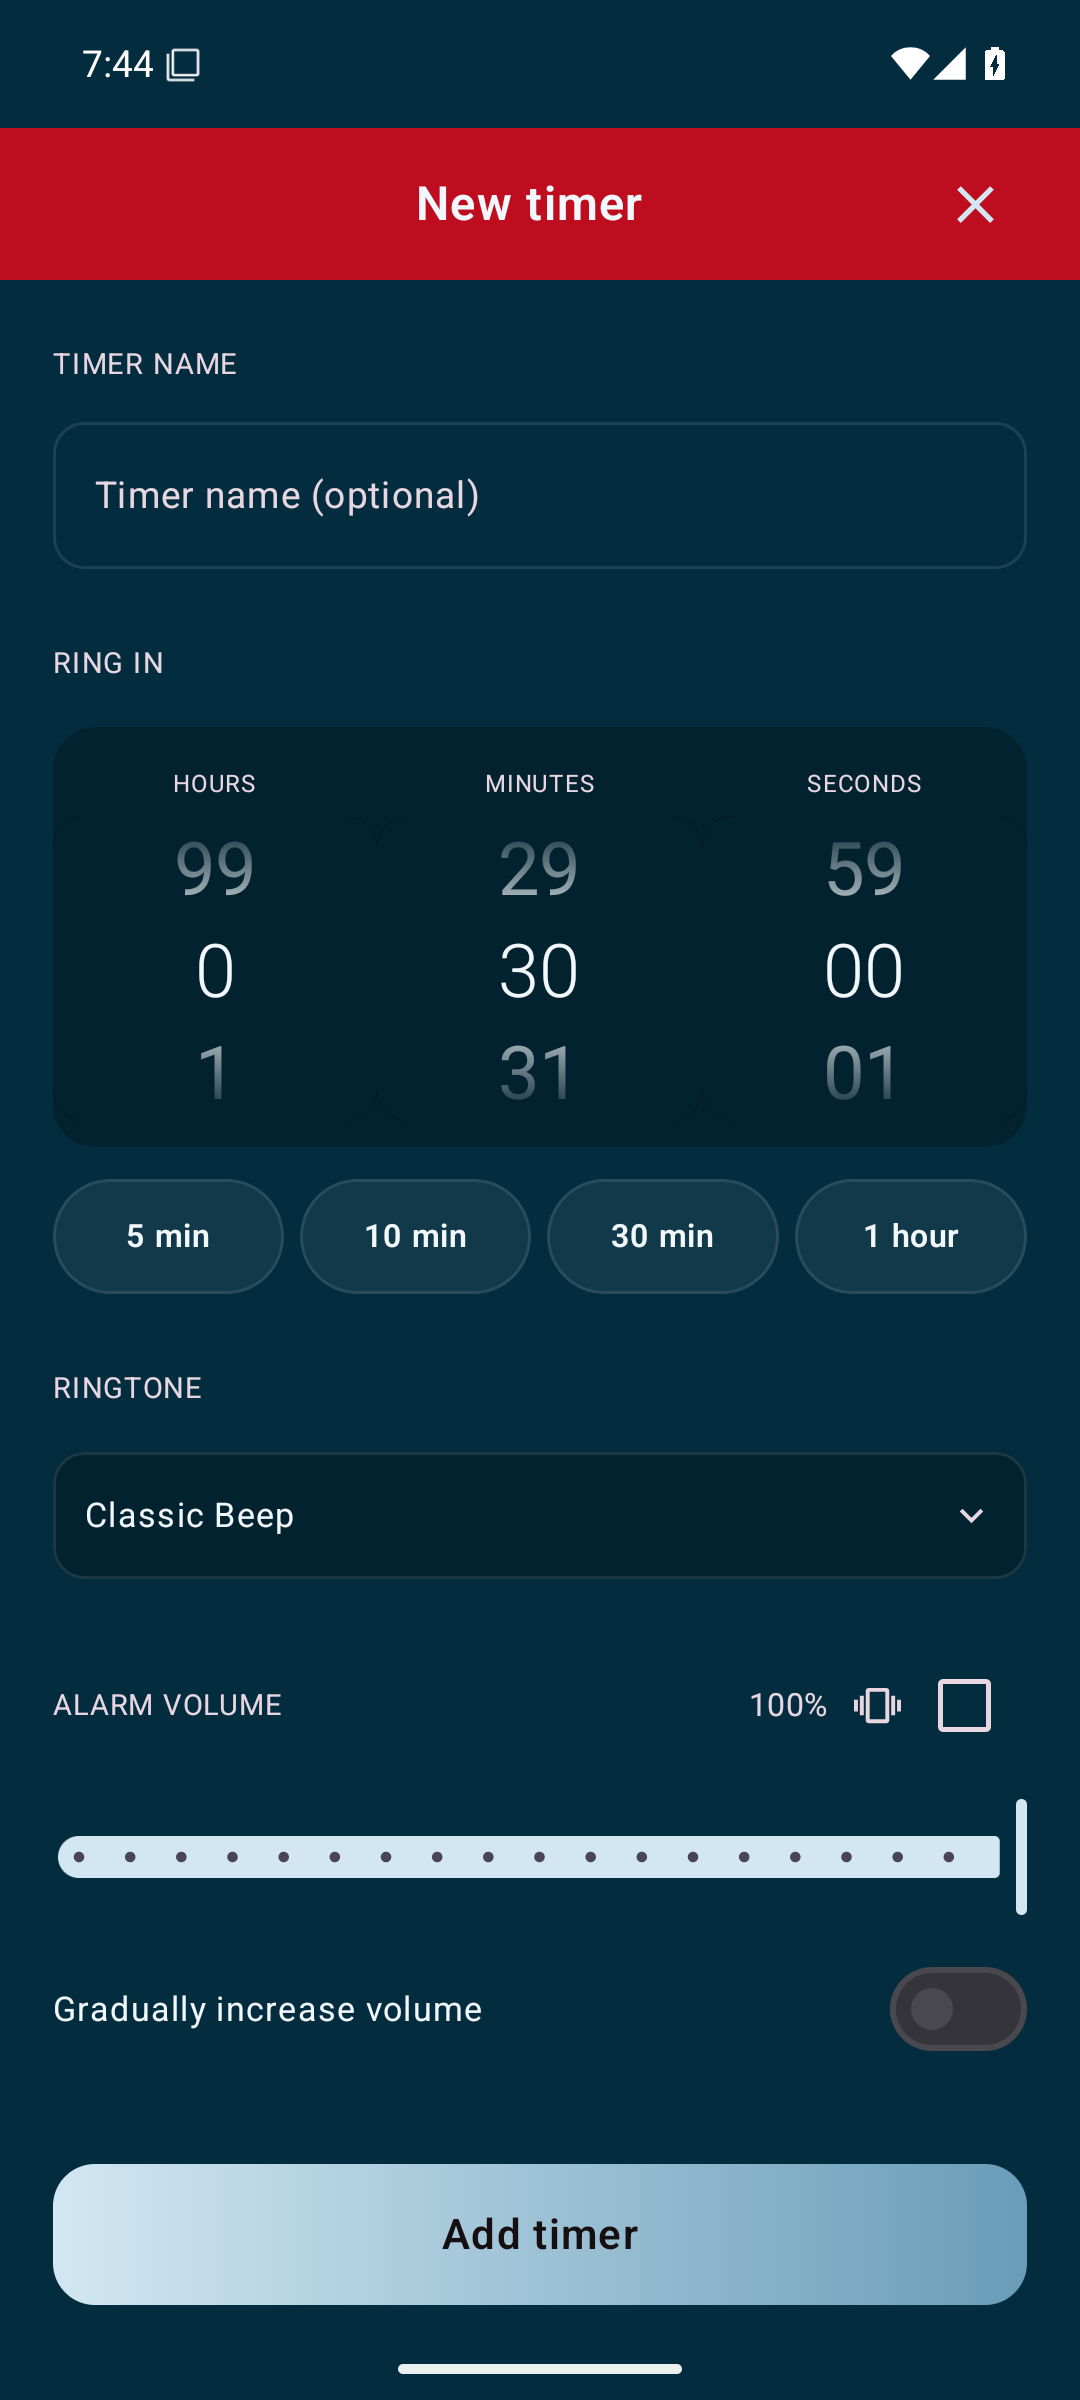 7:44
New timer
TIMER NAME
Timer name (optional)
RING IN
HOURS MINUTES SECONDS
99 29 59
0 30 00
1 31 01
5 min 10 min 30 min 1 hour
RINGTONE
Classic Beep
ALARM VOLUME 100%
Gradually increase volume
Add timer